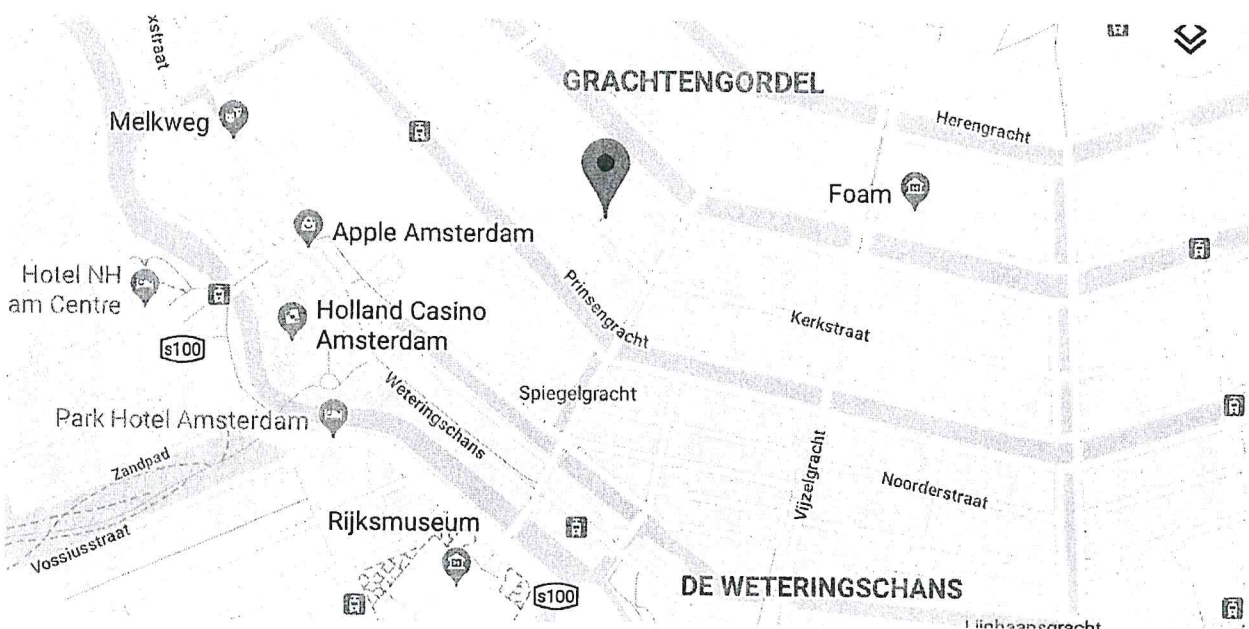 xstraat
GRACHTENGORDEL
Melkweg
Herengracht
Foam
Apple Amsterdam
Hotel NH
am Centre
Prinsengracht
Holland Casino
Amsterdam
Kerkstraat
s100
Weteringschans
Spiegelgracht
Park Hotel Amsterdam
Zandpad
Vijzelgracht
Noorderstraat
Rijksmuseum
Vossiusstraat
s100
DE WETERINGSCHANS
Lijnbaansgracht